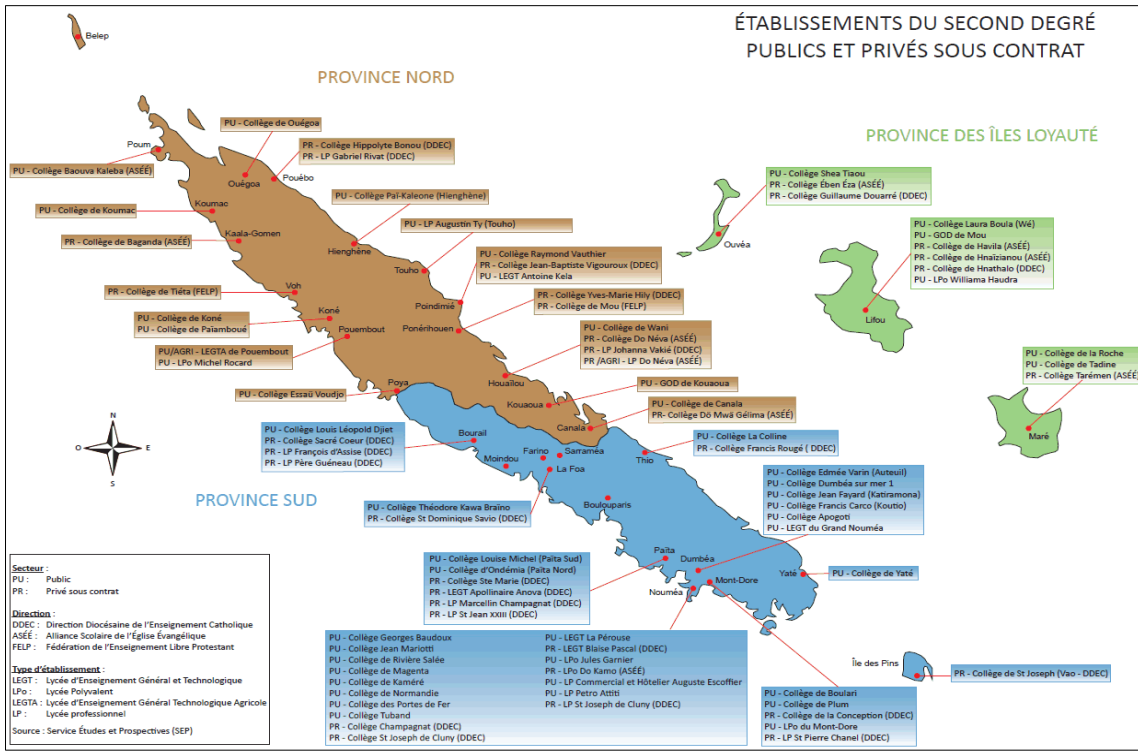 ÉTABLISSEMENTS DU SECOND DEGRÉ
PUBLICS ET PRIVÉS SOUS CONTRAT
Belep
PROVINCE NORD
PU - Collège de Ouégoa
PR - Collège Hippolyte Bonou (DDEC)
PR - LP Gabriel Rivat (DDEC)
Poum
PU - Collège Baouva Kaleba (ASÉÉ)
Ouégoa
Pouébo
PU - Collège Paï-Kaleone (Hienghène)
Koumac
PU - Collège de Koumac
PU - LP Augustin Ty (Touho)
Kaala-Gomen
PR - Collège de Baganda (ASÉÉ)
Hienghène
PU - Collège Raymond Vauthier
PR - Collège Jean-Baptiste Vigouroux (DDEC)
PU - LEGT Antoine Kela
Touho
Voh
PR - Collège de Tiéta (FELP)
Poindimié
PR - Collège Yves-Marie Hily (DDEC)
PR - Collège de Mou (FELP)
Koné
PU - Collège de Koné
PU - Collège de Païamboué
Ponérihouen
Pouembout
PU - Collège de Wani
PR - Collège Do Néva (ASÉÉ)
PR - LP Johanna Vakié (DDEC)
PR /AGRI - LP Do Néva (ASÉÉ)
PU/AGRI - LEGTA de Pouembout
PU - LPo Michel Rocard
Houaïlou
Poya
PU - Collège Essaü Voudjo
PU - GOD de Kouaoua
Kouaoua
PU - Collège de Canala
PR- Collège Dö Mwâ Gélima (ASÉÉ)
Canala
PROVINCE DES ÎLES LOYAUTÉ
PU - Collège Shea Tiaou
PR - Collège Ében Éza (ASÉÉ)
PR - Collège Guillaume Douarré (DDEC)
Ouvéa
PU - Collège Laura Boula (Wé)
PU - GOD de Mou
PR - Collège de Havila (ASÉÉ)
PR - Collège de Hnaïzianou (ASÉÉ)
PR - Collège de Hnathalo (DDEC)
PU - LPo Williama Haudra
Lifou
PU - Collège de la Roche
PU - Collège de Tadine
PR - Collège Tarémen (ASÉÉ)
Maré
N
O
E
S
PROVINCE SUD
PU - Collège Louis Léopold Djiet
PR - Collège Sacré Coeur (DDEC)
PR - LP François d'Assise (DDEC)
PR - LP Père Guéneau (DDEC)
Bourail
Moindou
Farino
Sarraméa
La Foa
Thio
PU - Collège La Colline
PR - Collège Francis Rougé ( DDEC)
PU - Collège Théodore Kawa Braïno
PR - Collège St Dominique Savio (DDEC)
Boulouparis
PU - Collège Edmée Varin (Auteuil)
PU - Collège Dumbéa sur mer 1
PU - Collège Jean Fayard (Katiramona)
PU - Collège Francis Carco (Koutio)
PU - Collège Apogoti
PU - LEGT du Grand Nouméa
PU - Collège Louise Michel (Païta Sud)
PU - Collège d'Ondémia (Païta Nord)
PR - Collège Ste Marie (DDEC)
PR - LEGT Apollinaire Anova (DDEC)
PR - LP Marcellin Champagnat (DDEC)
PR - LP St Jean XXIII (DDEC)
Païta
Dumbéa
Mont-Dore
Nouméa
Yaté
PU - Collège de Yaté
PU - Collège Georges Baudoux
PU - Collège Jean Mariotti
PU - Collège de Rivière Salée
PU - Collège de Magenta
PU - Collège de Kaméré
PU - Collège de Normandie
PU - Collège des Portes de Fer
PU - Collège Tuband
PR - Collège Champagnat (DDEC)
PR - Collège St Joseph de Cluny (DDEC)
PU - LEGT La Pérouse
PR - LEGT Blaise Pascal (DDEC)
PU - LPo Jules Garnier
PR - LPo Do Kamo (ASÉÉ)
PU - LP Commercial et Hôtelier Auguste Escoffier
PU - LP Petro Attiti
PR - LP St Joseph de Cluny (DDEC)
PU - Collège de Boulari
PU - Collège de Plum
PR - Collège de la Conception (DDEC)
PU - LPo du Mont-Dore
PR - LP St Pierre Chanel (DDEC)
Île des Pins
PR - Collège de St Joseph (Vao - DDEC)
Secteur :
PU : Public
PR : Privé sous contrat
Direction :
DDEC : Direction Diocésaine de l'Enseignement Catholique
ASÉÉ : Alliance Scolaire de l'Église Évangélique
FELP : Fédération de l'Enseignement Libre Protestant
Type d'établissement :
LEGT : Lycée d'Enseignement Général et Technologique
LPo : Lycée Polyvalent
LEGTA : Lycée d'Enseignement Général Technologique Agricole
LP : Lycée professionnel
Source : Service Études et Prospectives (SEP)